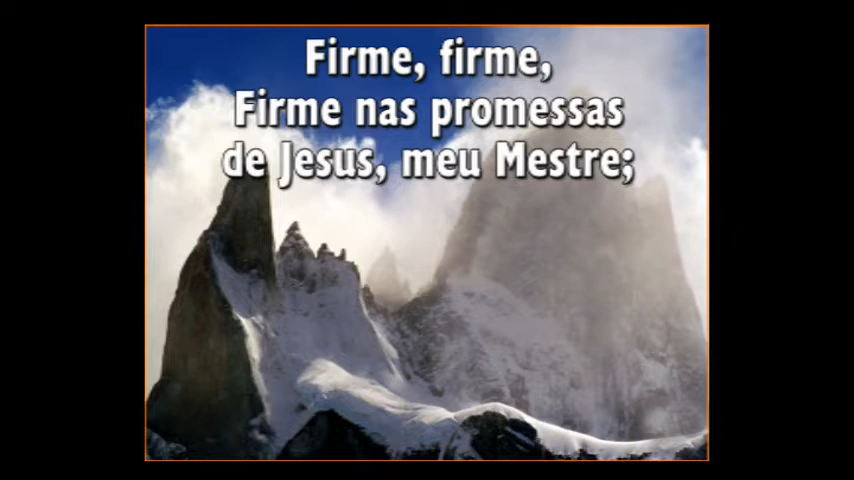 Firme, firme,
Firme nas promessas
de Jesus, meu Mestre;